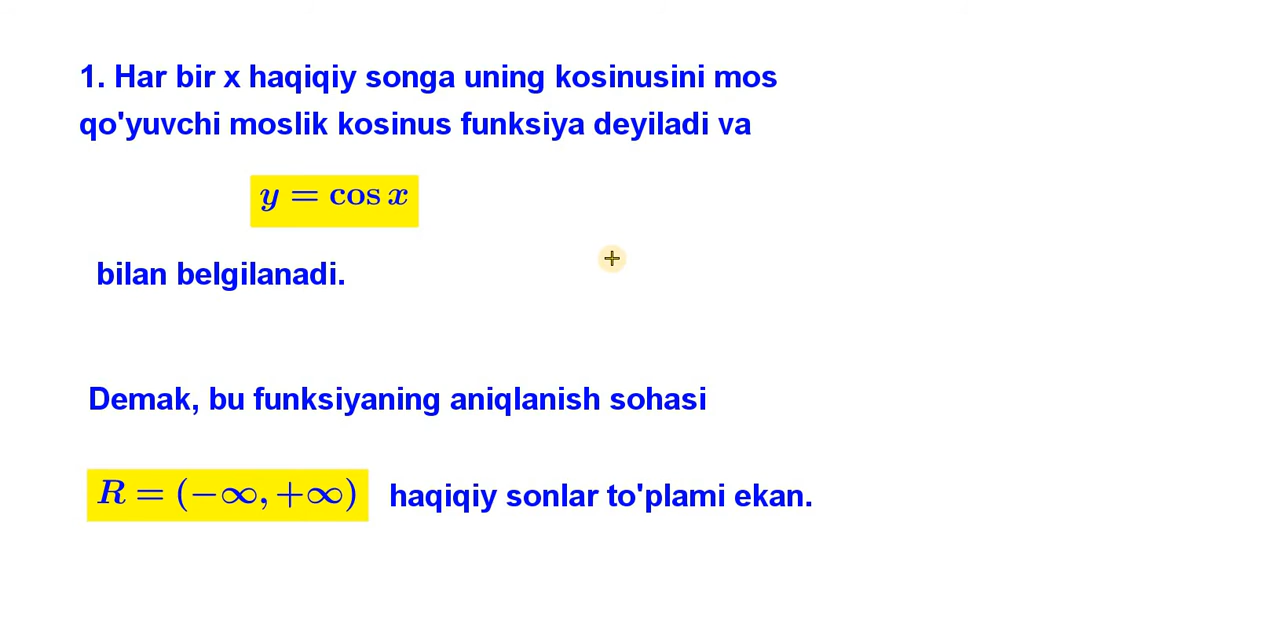 1. Har bir x haqiqiy songa uning kosinusini mos
qo'yuvchi moslik kosinus funksiya deyiladi va
y = cos x
bilan belgilanadi.
Demak, bu funksiyaning aniqlanish sohasi
R = (−∞, +∞) haqiqiy sonlar to'plami ekan.